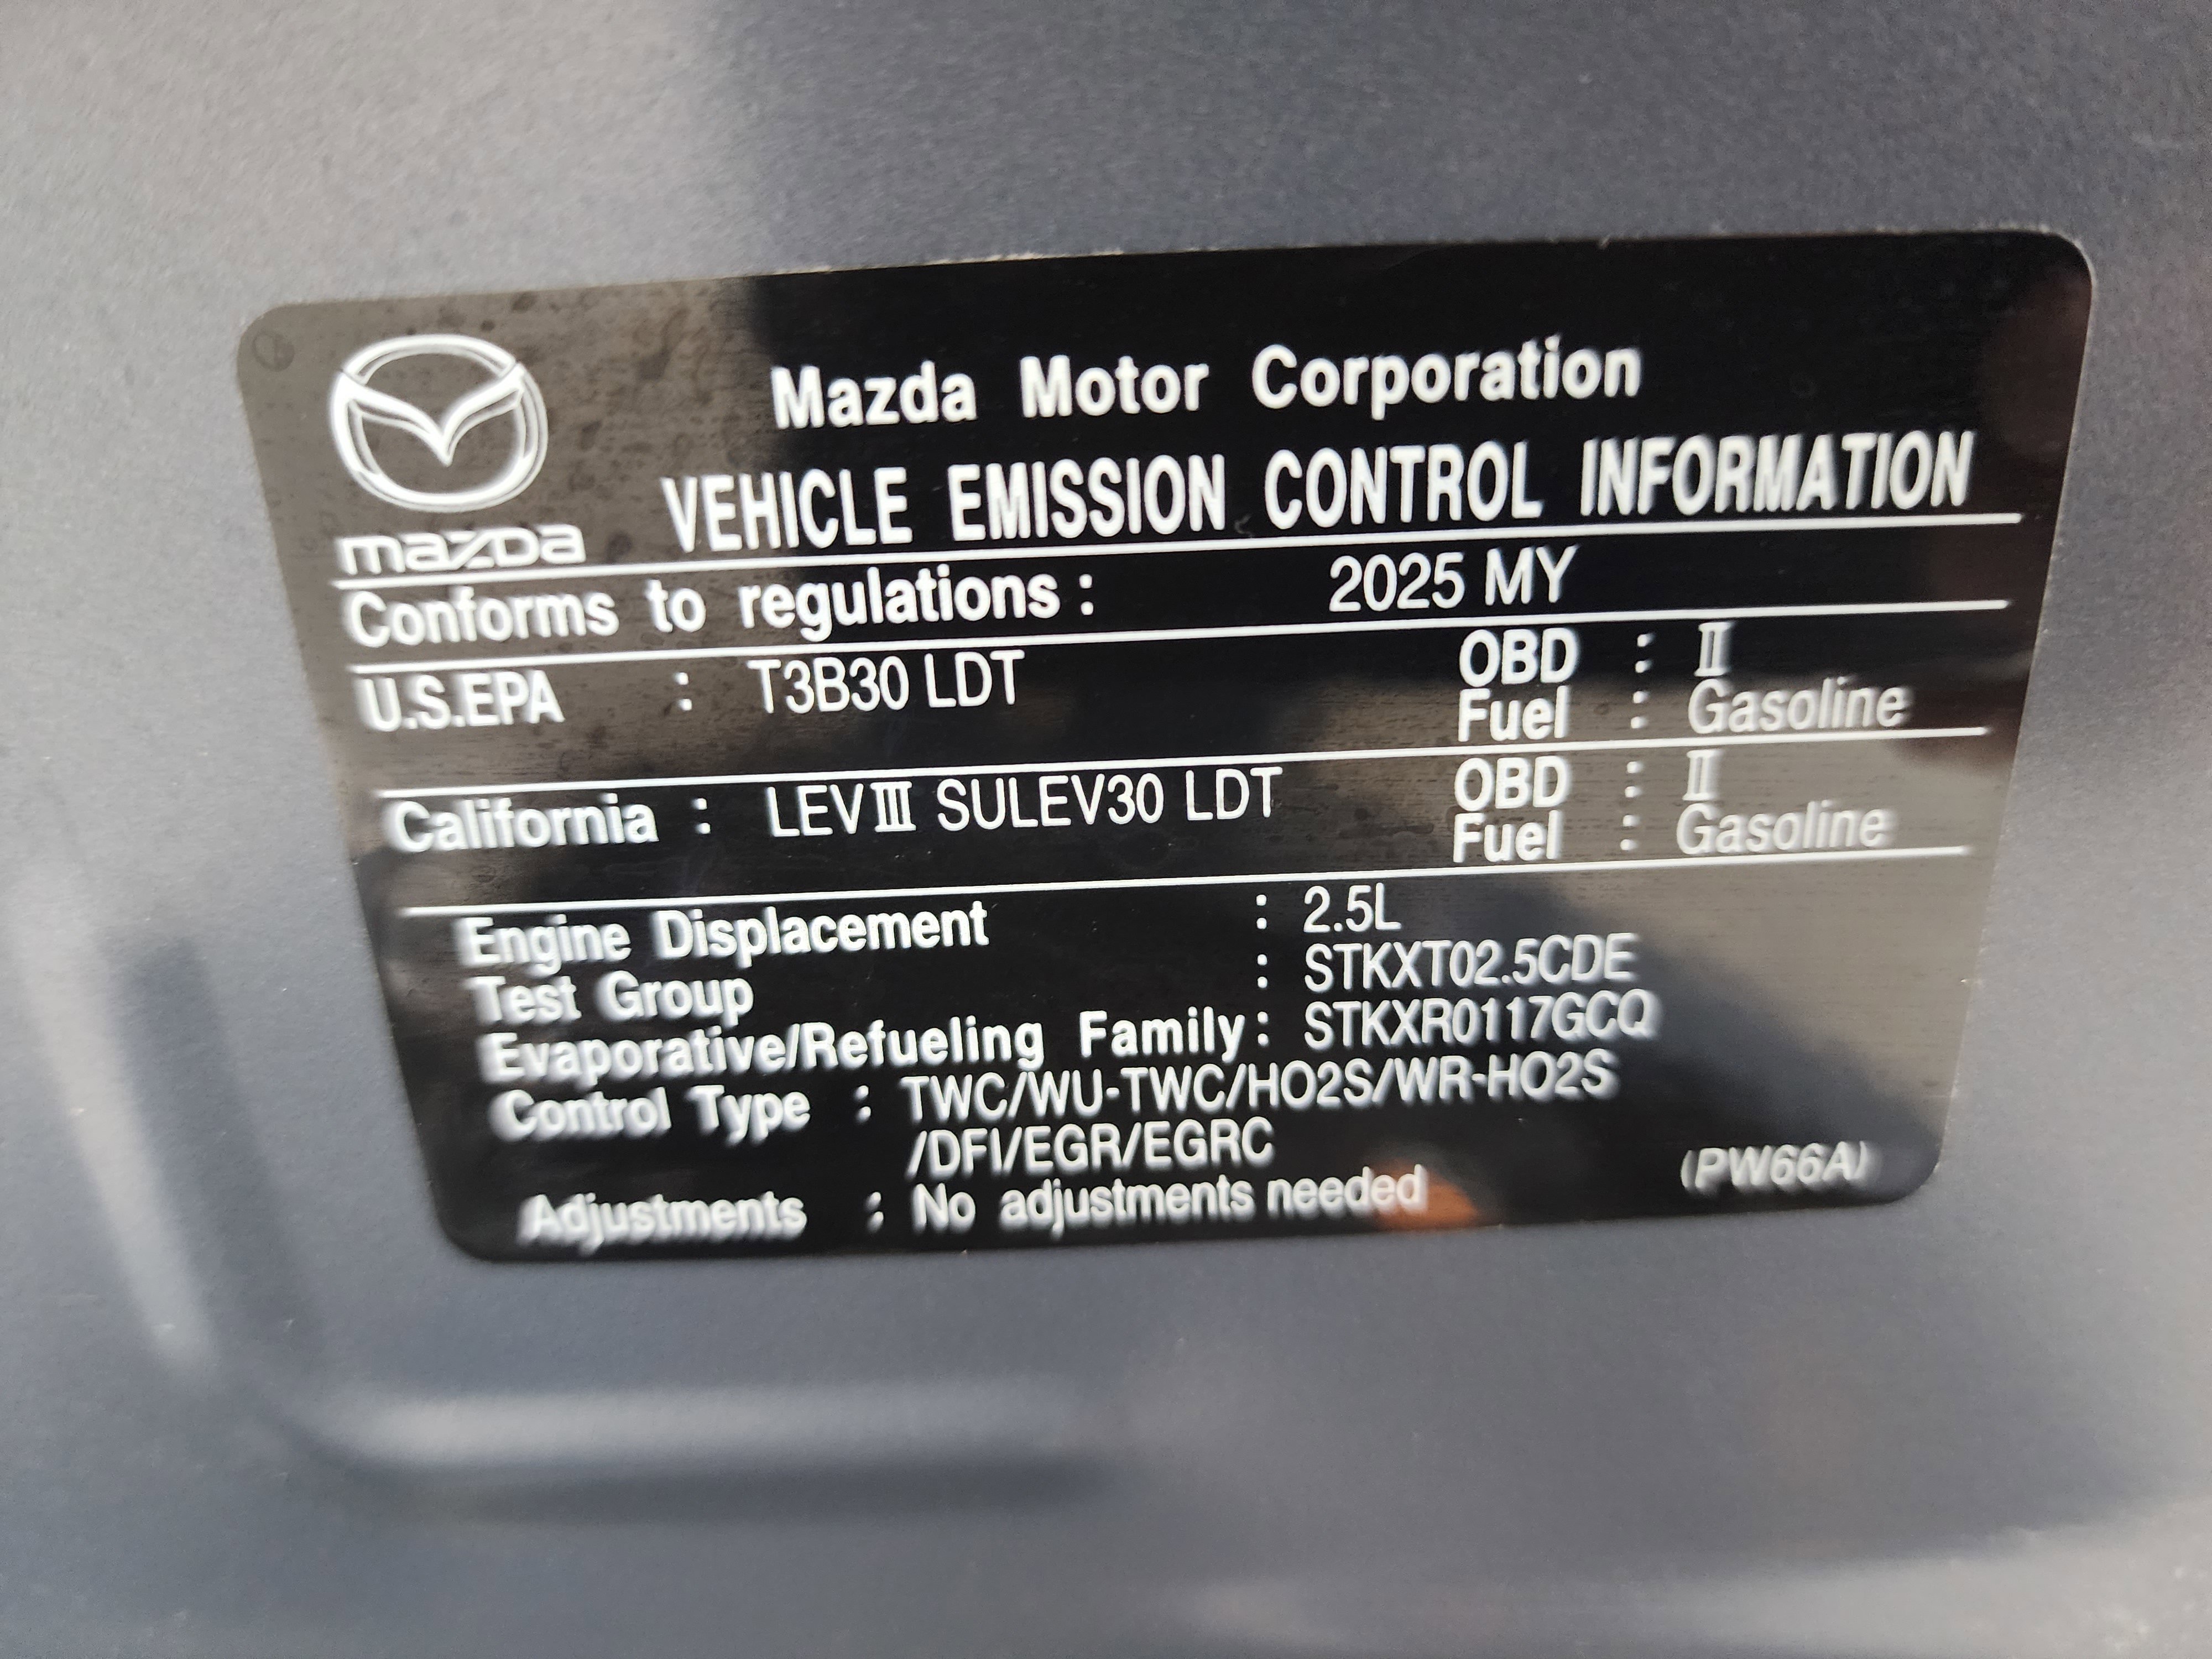 Mazda Motor Corporation
mazda VEHICLE EMISSION CONTROL INFORMATION
Conforms to regulations : 2025 MY
U.S.EPA : T3B30 LDT OBD : II
Fuel : Gasoline
California : LEVIII SULEV30 LDT OBD : II
Fuel : Gasoline
Engine Displacement : 2.5L
Test Group : STKXT02.5CDE
Evaporative/Refueling Family : STKXR0117GCQ
Control Type : TWC/WU-TWC/HO2S/WR-HO2S
/DFI/EGR/EGRC
Adjustments : No adjustments needed (PW66A)